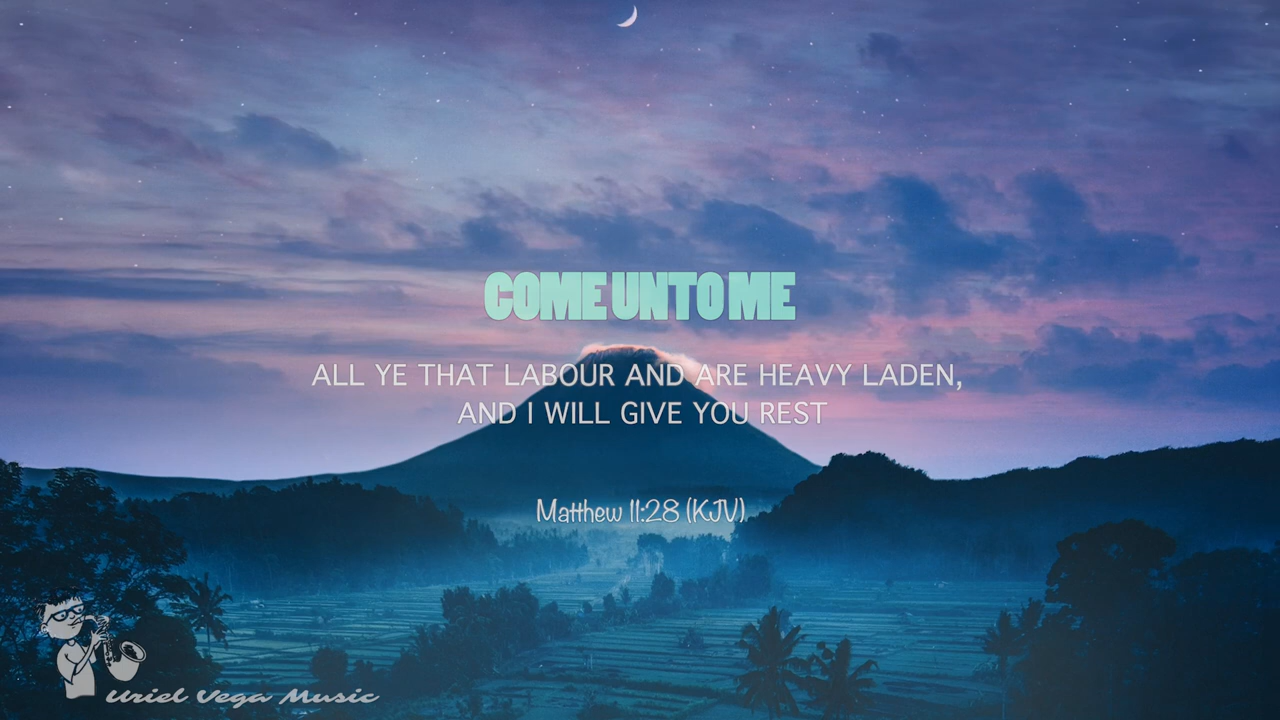 COME UNTO ME
ALL YE THAT LABOUR AND ARE HEAVY LADEN,
AND I WILL GIVE YOU REST
Matthew 11:28 (KJV)
Uriel Vega Music